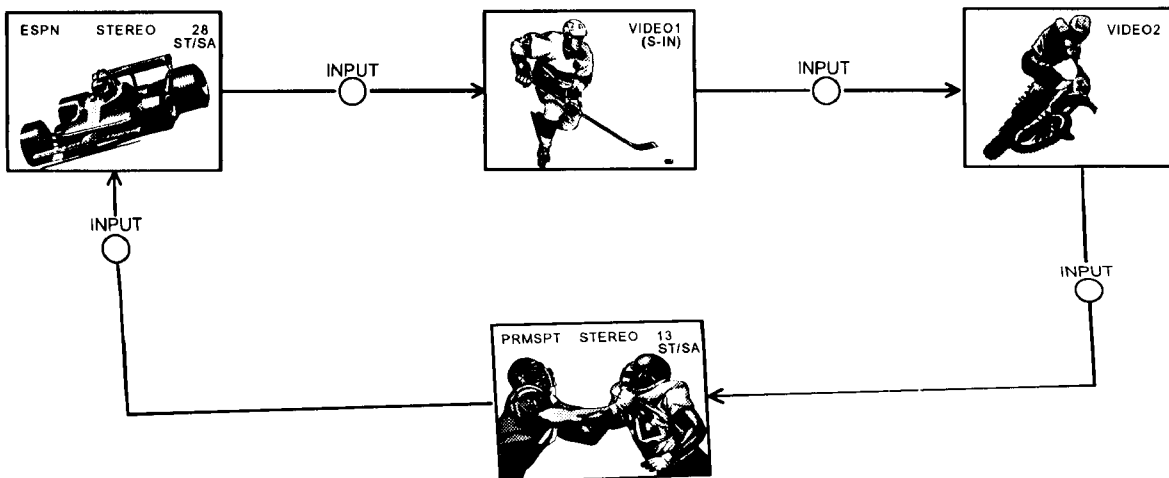 ESPN STEREO 28
ST/SA
INPUT
VIDEO1
(S-IN)
INPUT
VIDEO2
INPUT
INPUT
PRMSPT STEREO 13
ST/SA